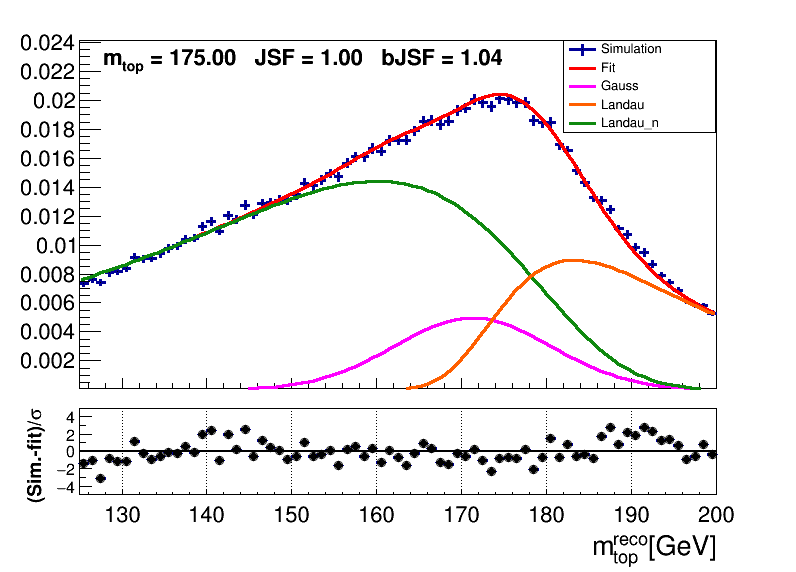 m_top = 175.00 JSF = 1.00 bJSF = 1.04
Simulation
Fit
Gauss
Landau
Landau_n
0.024
0.022
0.02
0.018
0.016
0.014
0.012
0.01
0.008
0.006
0.004
0.002
(Sim.-fit)/σ
4
2
0
−2
−4
130 140 150 160 170 180 190 200
m_top^reco [GeV]